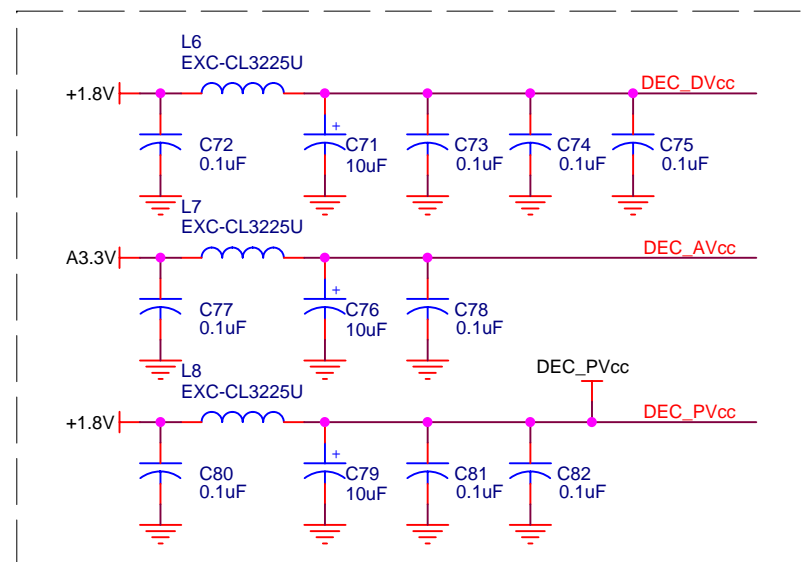 L6
EXC-CL3225U
+1.8V
DEC_DVcc
+
C72
0.1uF
C71
10uF
C73
0.1uF
C74
0.1uF
C75
0.1uF
L7
EXC-CL3225U
A3.3V
DEC_AVcc
+
C77
0.1uF
C76
10uF
C78
0.1uF
L8
EXC-CL3225U
DEC_PVcc
+1.8V
DEC_PVcc
+
C80
0.1uF
C79
10uF
C81
0.1uF
C82
0.1uF